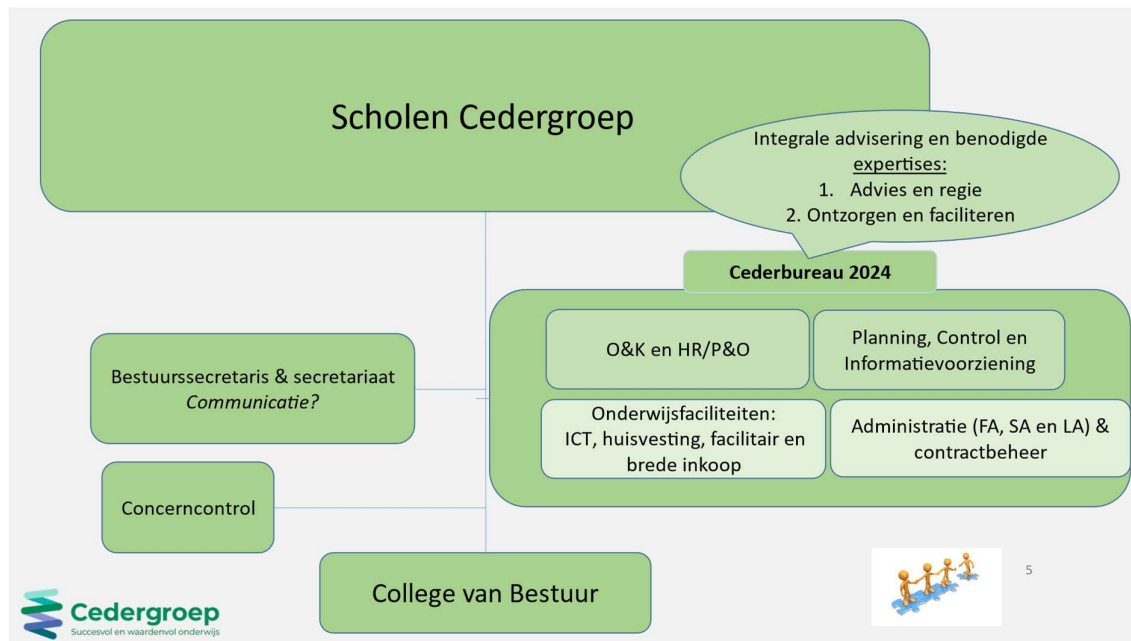 Scholen Cedergroep
Integrale advisering en benodigde
expertises:
1. Advies en regie
2. Ontzorgen en faciliteren
Cederbureau 2024
O&K en HR/P&O
Planning, Control en
Informatievoorziening
Bestuurssecretaris & secretariaat
Communicatie?
Onderwijsfaciliteiten:
ICT, huisvesting, facilitair en
brede inkoop
Administratie (FA, SA en LA) &
contractbeheer
Concerncontrol
College van Bestuur
5
Cedergroep
Succesvol en waardenvol onderwijs